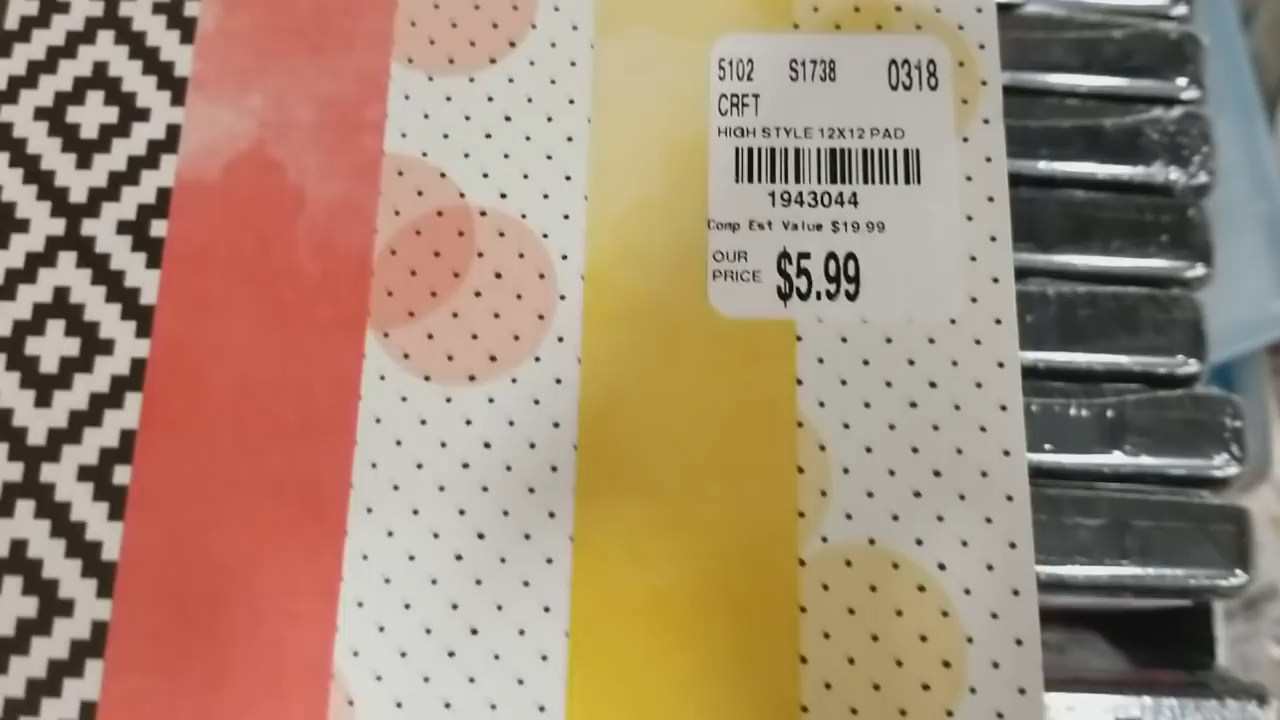 5102 S1738 0318
CRFT
HIGH STYLE 12X12 PAD
1943044
Comp Est Value $19.99
OUR PRICE $5.99